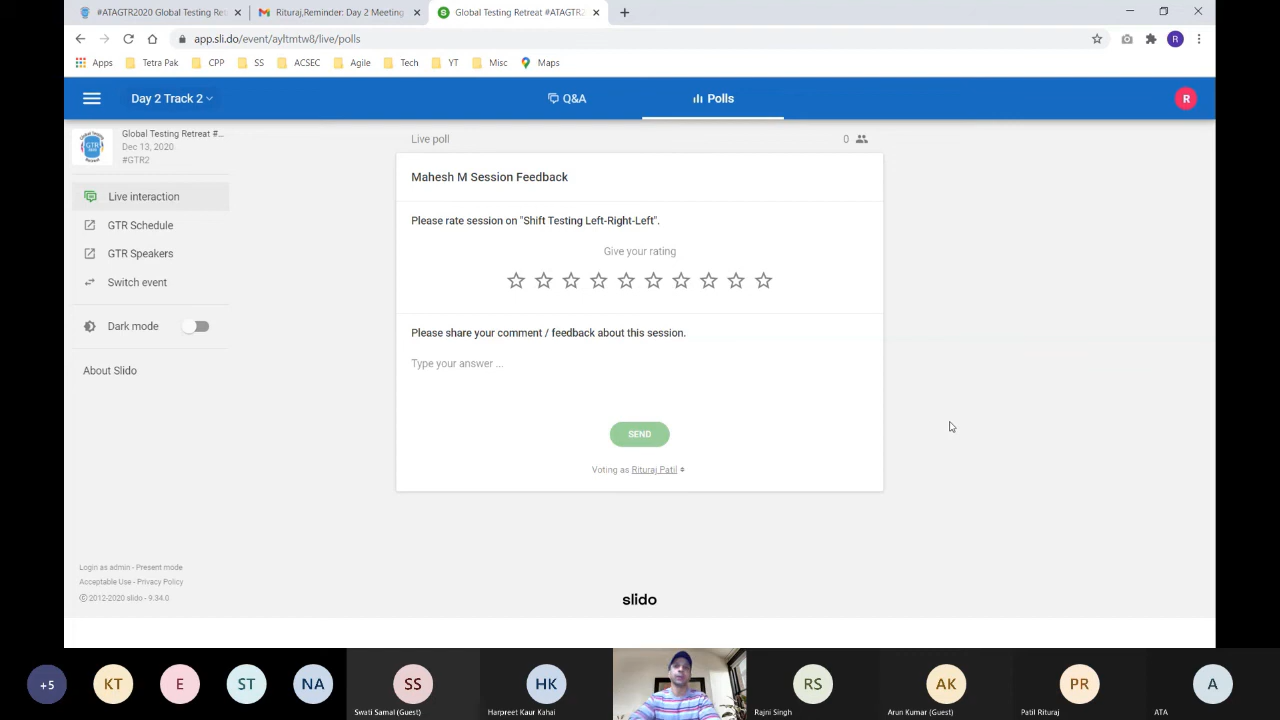 #ATAGTR2020 Global Testing Ret
Rituraj,Reminder: Day 2 Meeting
Global Testing Retreat #ATAGTR2
app.sli.do/event/ayltmtw8/live/polls
R
Apps
Tetra Pak
CPP
SS
ACSEC
Agile
Tech
YT
Misc
Maps
Day 2 Track 2
Q&A
Polls
R
Global Testing Retreat #...
Dec 13, 2020
#GTR2
Live interaction
GTR Schedule
GTR Speakers
Switch event
Dark mode
About Slido
Live poll
0
Mahesh M Session Feedback
Please rate session on "Shift Testing Left-Right-Left".
Give your rating
Please share your comment / feedback about this session.
Type your answer ...
SEND
Voting as Rituraj Patil
Login as admin - Present mode
Acceptable Use - Privacy Policy
© 2012-2020 slido - 9.34.0
slido
+5
KT
E
ST
NA
SS
Swati Samal (Guest)
HK
Harpreet Kaur Kahai
RS
Rajni Singh
AK
Arun Kumar (Guest)
PR
Patil Rituraj
A
ATA